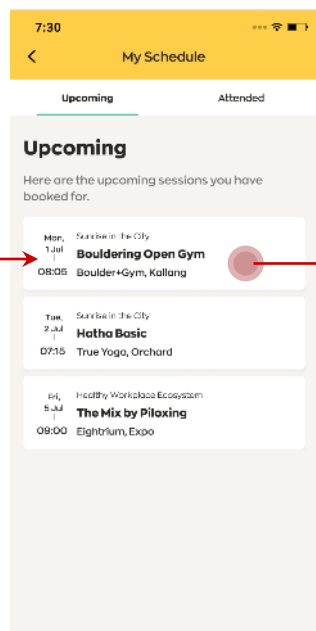 7:30
My Schedule
Upcoming
Attended
Upcoming
Here are the upcoming sessions you have
booked for.
Mon,
1 Jul
08:05
Sunrise in the City
Bouldering Open Gym
Boulder+Gym, Kallang
Tue,
2 Jul
07:15
Sunrise in the City
Hatha Basic
True Yoga, Orchard
Fri,
5 Jul
09:00
Healthy Workplace Ecosystem
The Mix by Piloxing
Eightrium, Expo